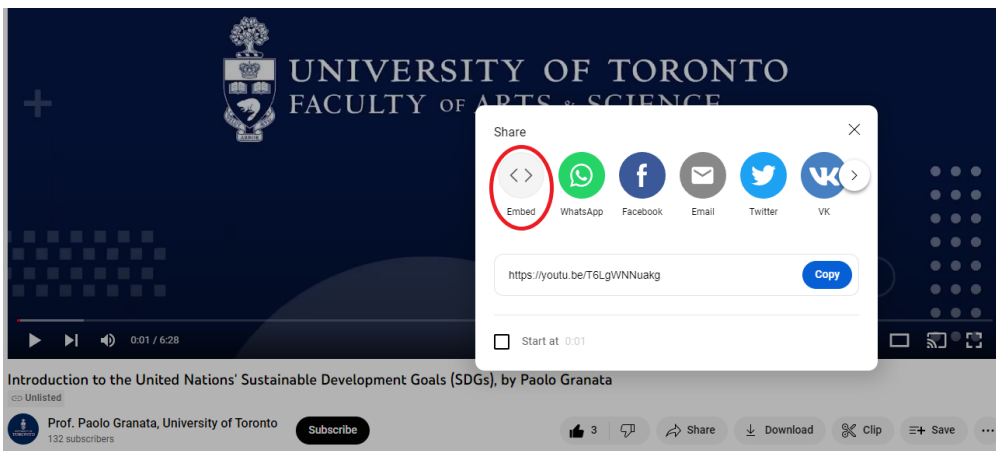 UNIVERSITY OF TORONTO
FACULTY OF ARTS & SCIENCE
Share
Embed
WhatsApp
Facebook
Email
Twitter
VK
https://youtu.be/T6LgWNNuakg
Copy
Start at 0:01
0:01 / 6:28
Introduction to the United Nations' Sustainable Development Goals (SDGs), by Paolo Granata
Unlisted
Prof. Paolo Granata, University of Toronto
132 subscribers
Subscribe
3
Share
Download
Clip
Save